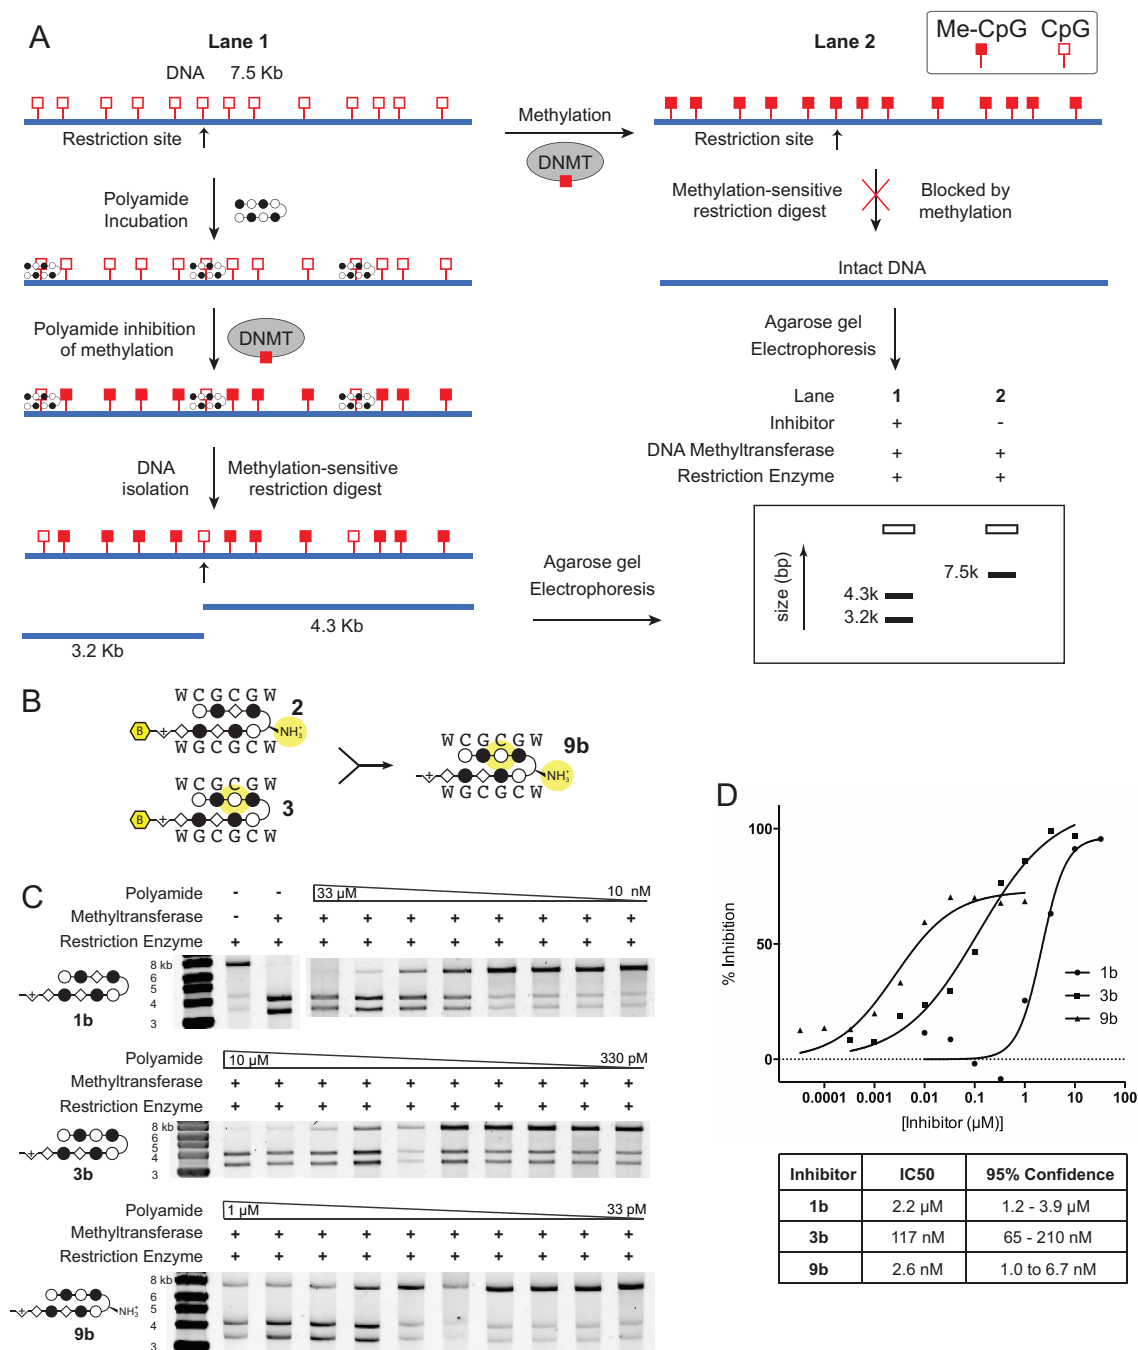 A
Lane 1
DNA 7.5 Kb
Restriction site
Polyamide
Incubation
Polyamide inhibition
of methylation
DNMT
DNA
isolation
Methylation-sensitive
restriction digest
4.3 Kb
3.2 Kb
Methylation
DNMT
Lane 2
Me-CpG CpG
Restriction site
Methylation-sensitive
restriction digest
Blocked by
methylation
Intact DNA
Agarose gel
Electrophoresis
Lane 1 2
Inhibitor + -
DNA Methyltransferase + +
Restriction Enzyme + +
Agarose gel
Electrophoresis
size (bp)
7.5k
4.3k
3.2k
B
W C G C G W
2
B + NH3+
W G C G C W
W C G C G W
3
B +
W G C G C W
W C G C G W
9b
+ NH3+
W G C G C W
C
Polyamide - - 33 µM 10 nM
Methyltransferase - + + + + + + + + +
Restriction Enzyme + + + + + + + + + +
8 kb
6
5
4
3
+
1b
Polyamide 10 µM 330 pM
Methyltransferase + + + + + + + + + +
Restriction Enzyme + + + + + + + + + +
8 kb
6
5
4
3
+
3b
Polyamide 1 µM 33 pM
Methyltransferase + + + + + + + + + +
Restriction Enzyme + + + + + + + + + +
8 kb
6
5
4
3
+ NH3+
9b
D
% Inhibition
100
50
0
1b
3b
9b
0.0001 0.001 0.01 0.1 1 10 100
[Inhibitor (µM)]
Inhibitor IC50 95% Confidence
1b 2.2 µM 1.2 - 3.9 µM
3b 117 nM 65 - 210 nM
9b 2.6 nM 1.0 to 6.7 nM